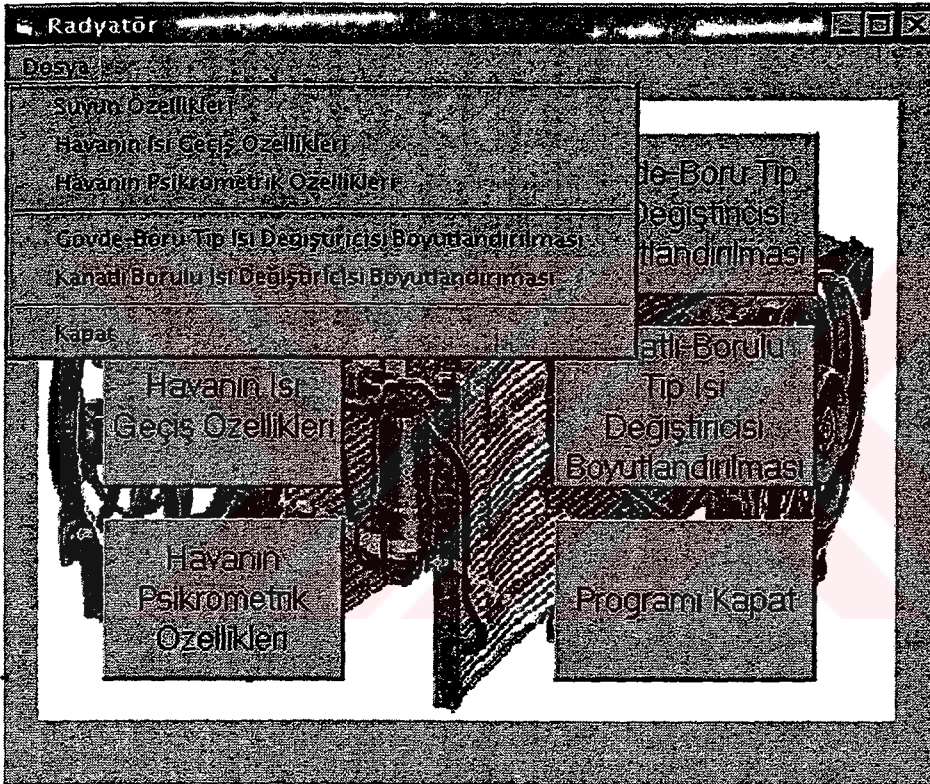 Radyatör
Dosya
Suyun Özellikleri
Havanın Isı Geçiş Özellikleri
Havanın Psikrometrik Özellikleri
Gövde-Boru Tip Isı Değiştiricisi Boyutlandırılması
Kanatlı Borulu Isı Değiştiricisi Boyutlandırılması
Kapat
de-Boru Tip
Değiştiricisi
tlandırılması
Havanın Isı
Geçiş Özellikleri
atlı-Borulu
Tip Isı
Değiştiricisi
Boyutlandırılması
Havanın
Psikrometrik
Özellikleri
Programı Kapat